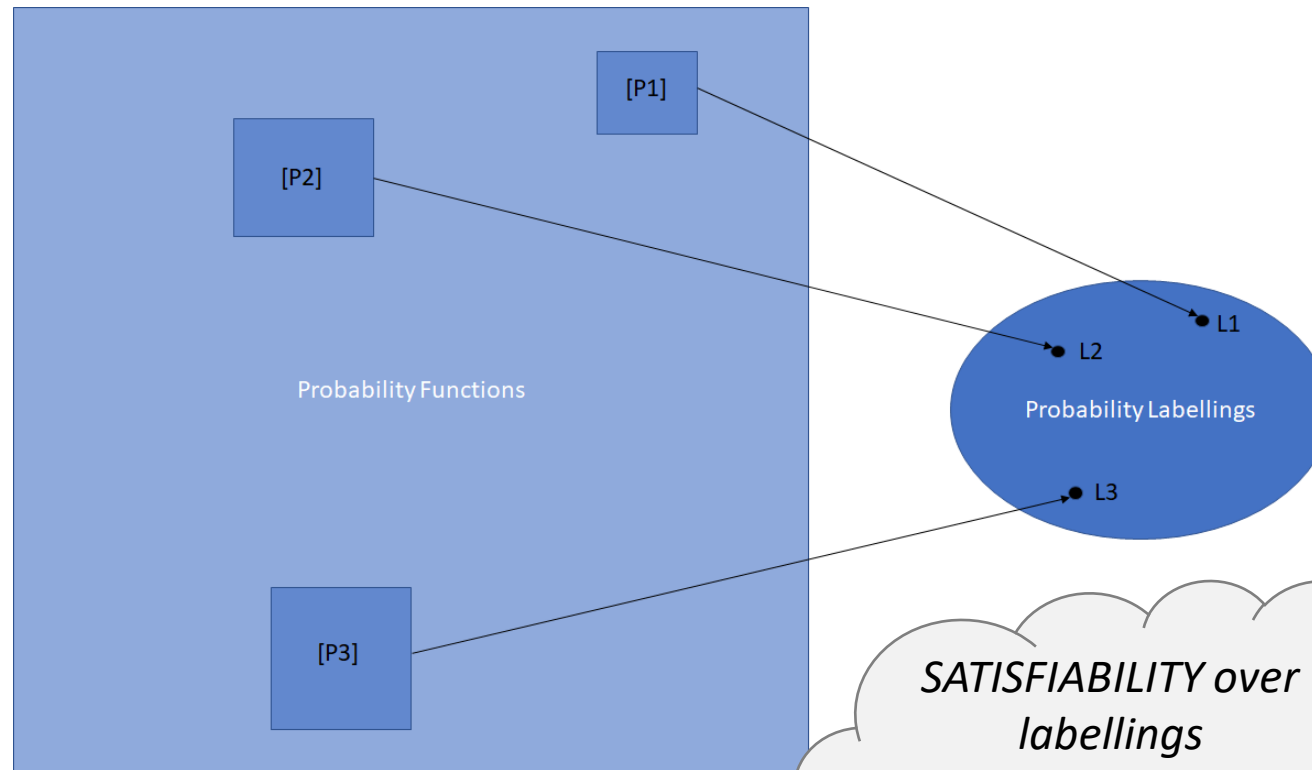 [P1]
[P2]
L1
L2
Probability Functions
Probability Labellings
L3
[P3]
SATISFIABILITY over
labellings